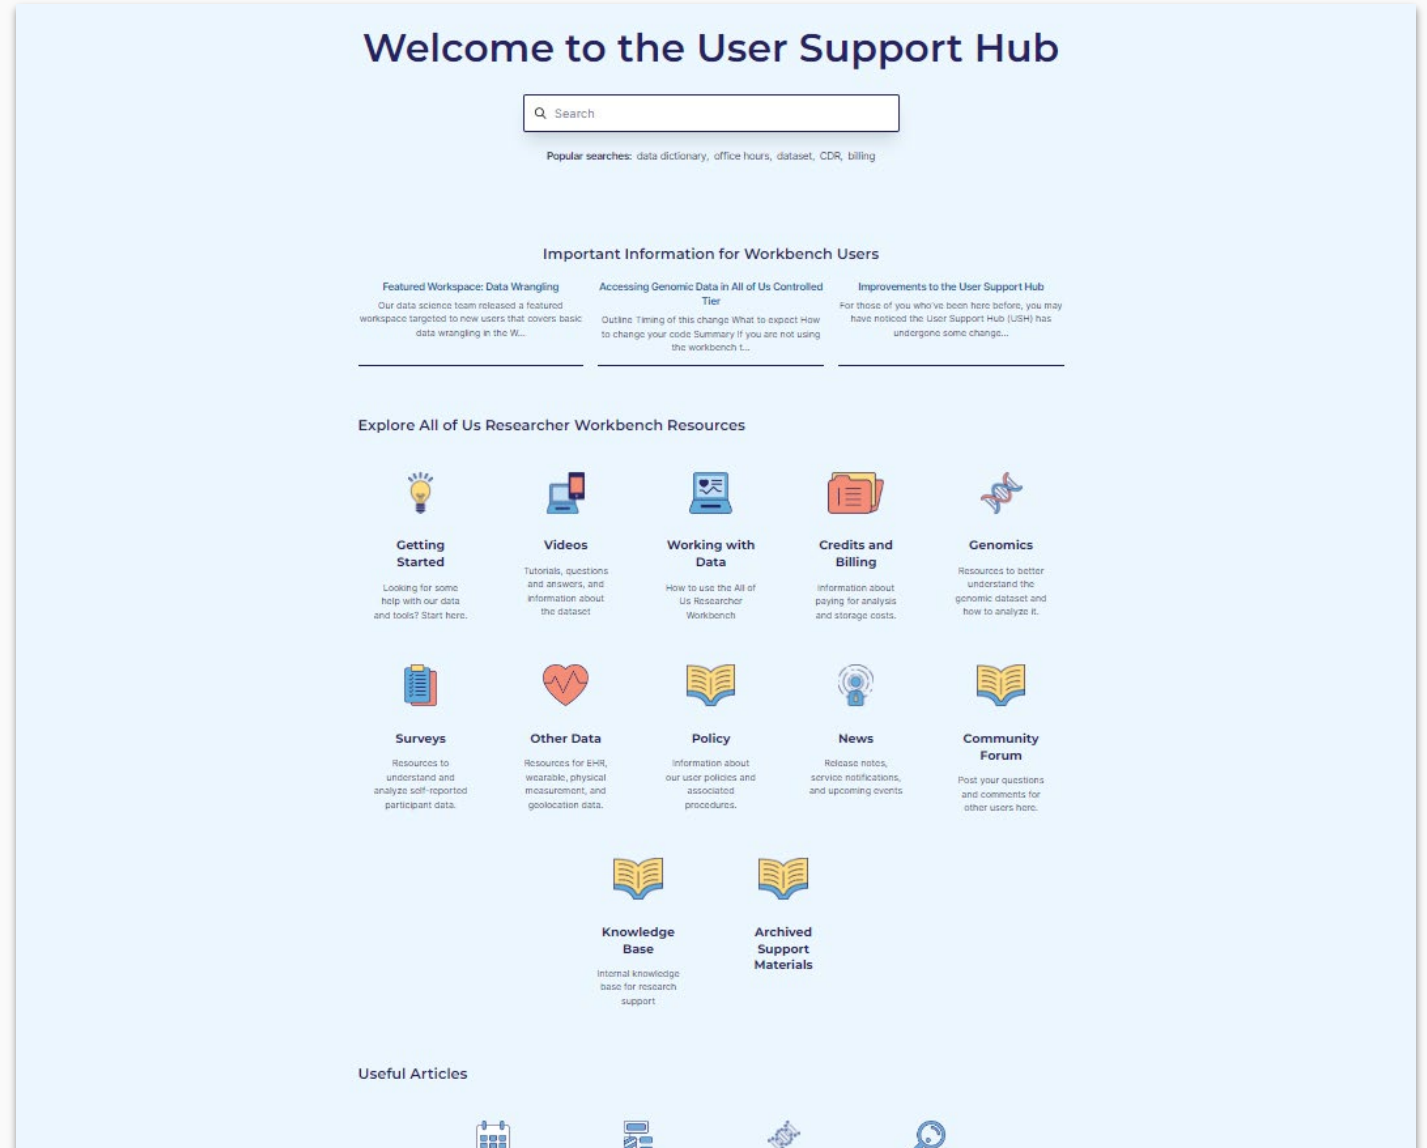 Welcome to the User Support Hub
Search
Popular searches: data dictionary, office hours, dataset, CDR, billing
Important Information for Workbench Users
Featured Workspace: Data Wrangling
Our data science team released a featured
workspace targeted to new users that covers basic
data wrangling in the W...
Accessing Genomic Data in All of Us Controlled
Tier
Outline Timing of this change What to expect How
to change your code Summary If you are not using
the workbench t...
Improvements to the User Support Hub
For those of you who've been here before, you may
have noticed the User Support Hub (USH) has
undergone some change...
Explore All of Us Researcher Workbench Resources
Getting
Started
Looking for some
help with our data
and tools? Start here.
Videos
Tutorials, questions
and answers, and
information about
the dataset
Working with
Data
How to use the All of
Us Researcher
Workbench
Credits and
Billing
Information about
paying for analysis
and storage costs.
Genomics
Resources to better
understand the
genomic dataset and
how to analyze it.
Surveys
Resources to
understand and
analyze self-reported
participant data.
Other Data
Resources for EHR,
wearable, physical
measurement, and
geolocation data.
Policy
Information about
our user policies and
associated
procedures.
News
Release notes,
service notifications,
and upcoming events
Community
Forum
Post your questions
and comments for
other users here.
Knowledge
Base
Internal knowledge
base for research
support
Archived
Support
Materials
Useful Articles